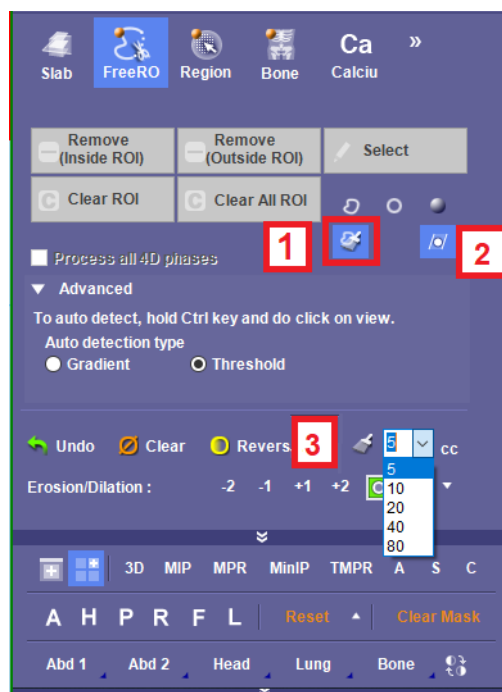 Ca »
Slab FreeRO Region Bone Calciu
Remove
(Inside ROI)
Remove
(Outside ROI)
Select
C Clear ROI C Clear All ROI
1
2
Process all 4D phases
▼ Advanced
To auto detect, hold Ctrl key and do click on view.
Auto detection type
Gradient Threshold
Undo Clear Revers 3 5 cc
Erosion/Dilation : -2 -1 +1 +2
5
10
20
40
80
3D MIP MPR MinIP TMPR A S C
A H P R F L Reset Clear Mask
Abd 1 Abd 2 Head Lung Bone